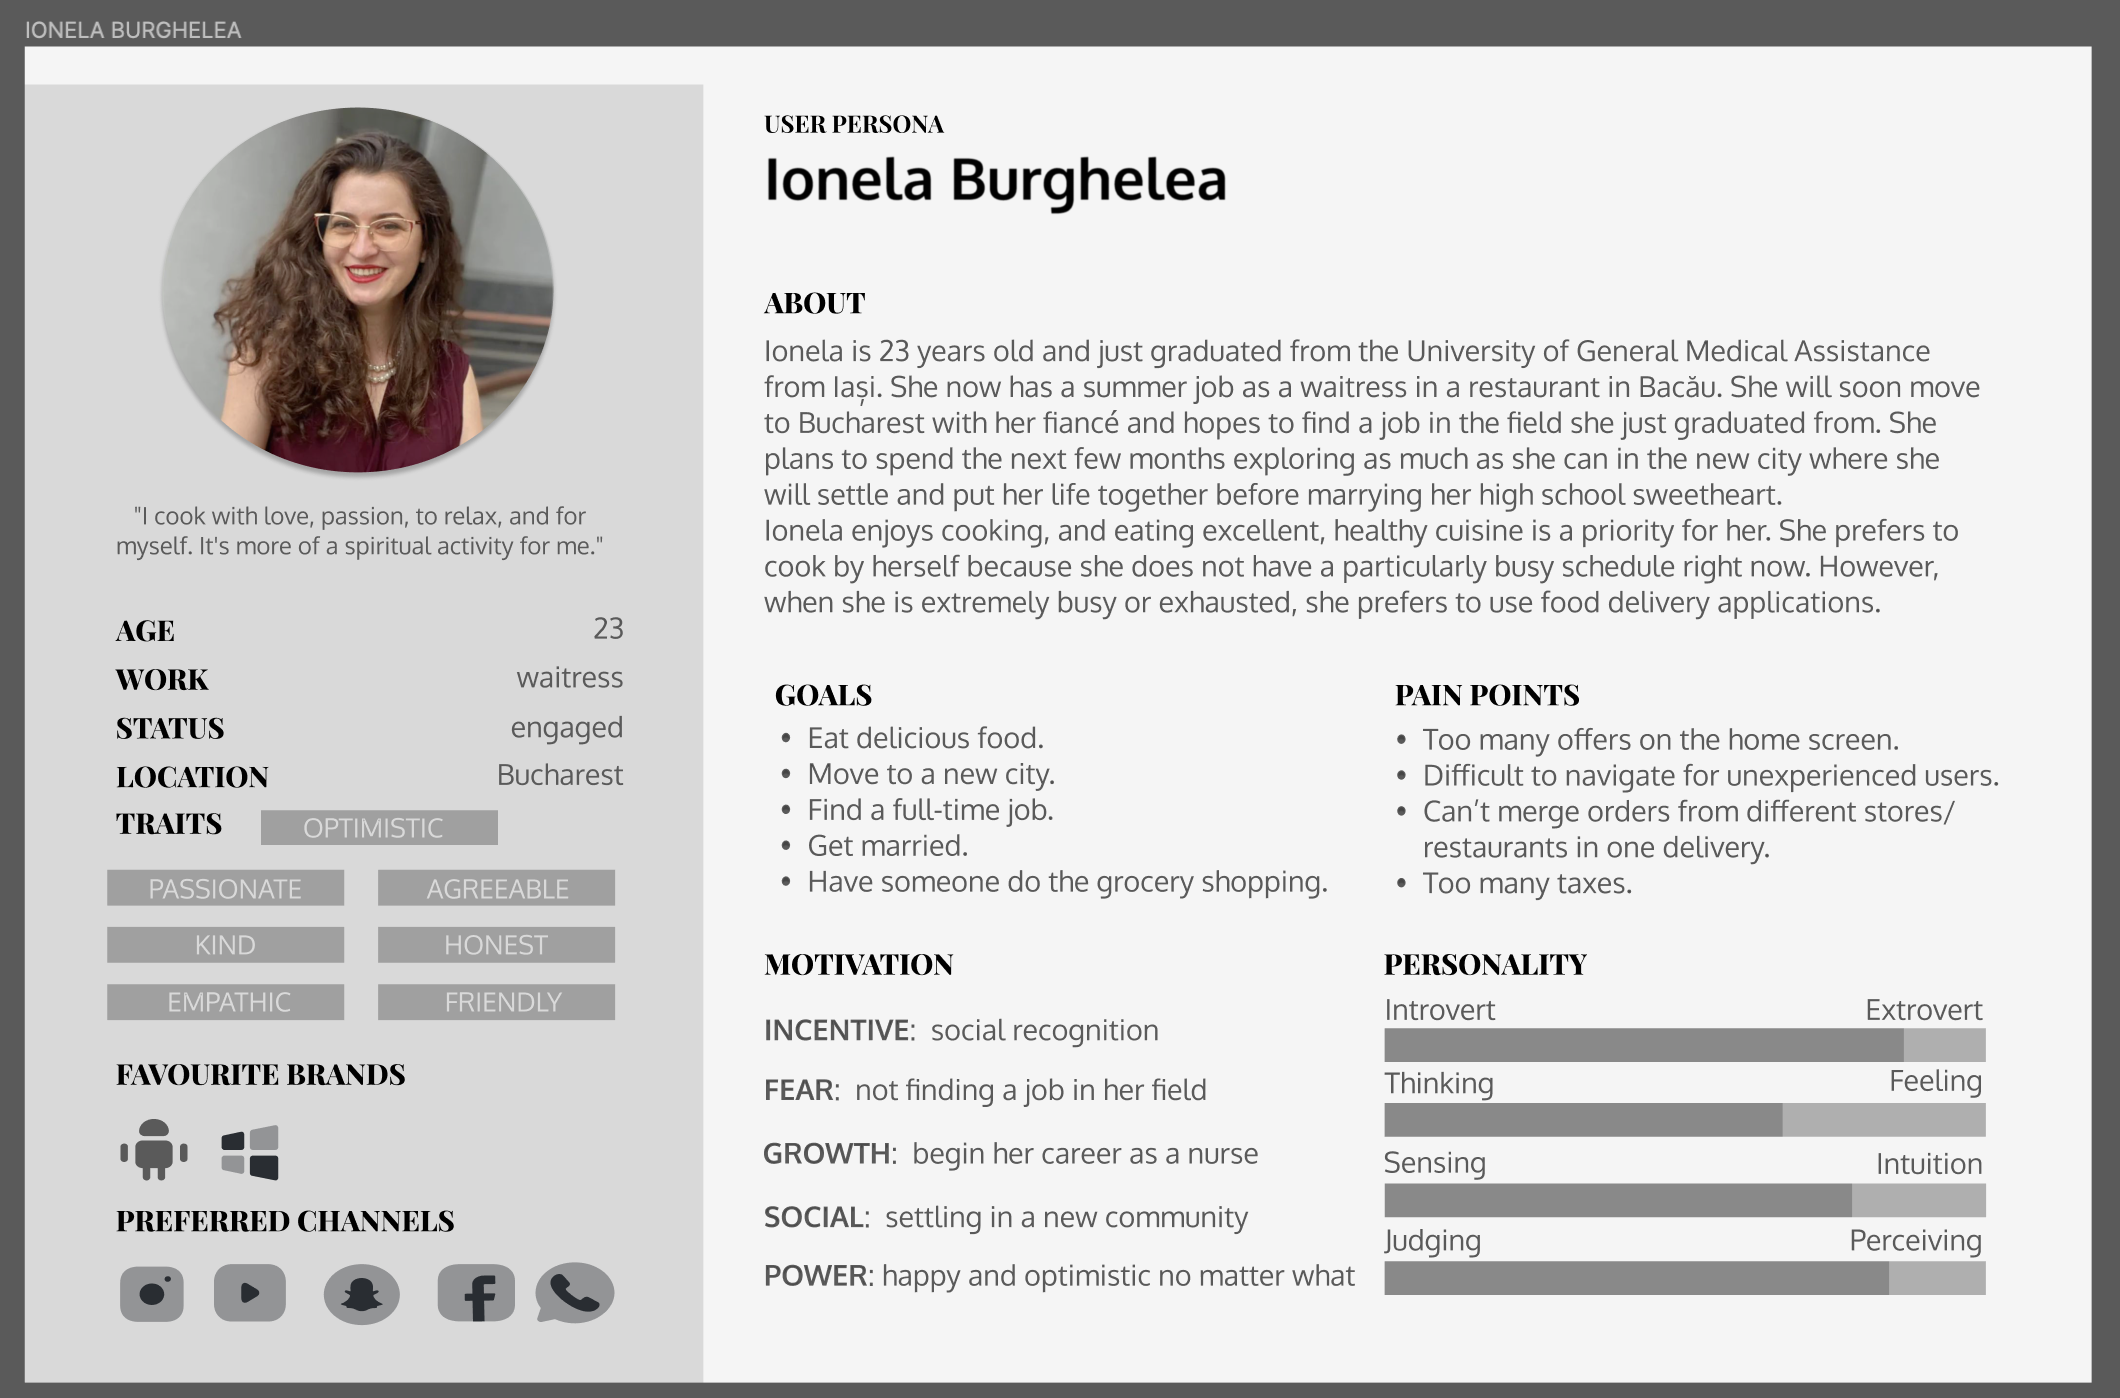 IONELA BURGHELEA
"I cook with love, passion, to relax, and for
myself. It's more of a spiritual activity for me."
AGE 23
WORK waitress
STATUS engaged
LOCATION Bucharest
TRAITS OPTIMISTIC
PASSIONATE AGREEABLE
KIND HONEST
EMPATHIC FRIENDLY
FAVOURITE BRANDS
PREFERRED CHANNELS
USER PERSONA
Ionela Burghelea
ABOUT
Ionela is 23 years old and just graduated from the University of General Medical Assistance
from Iași. She now has a summer job as a waitress in a restaurant in Bacău. She will soon move
to Bucharest with her fiancé and hopes to find a job in the field she just graduated from. She
plans to spend the next few months exploring as much as she can in the new city where she
will settle and put her life together before marrying her high school sweetheart.
Ionela enjoys cooking, and eating excellent, healthy cuisine is a priority for her. She prefers to
cook by herself because she does not have a particularly busy schedule right now. However,
when she is extremely busy or exhausted, she prefers to use food delivery applications.
GOALS
• Eat delicious food.
• Move to a new city.
• Find a full-time job.
• Get married.
• Have someone do the grocery shopping.
PAIN POINTS
• Too many offers on the home screen.
• Difficult to navigate for unexperienced users.
• Can’t merge orders from different stores/
restaurants in one delivery.
• Too many taxes.
MOTIVATION
INCENTIVE: social recognition
FEAR: not finding a job in her field
GROWTH: begin her career as a nurse
SOCIAL: settling in a new community
POWER: happy and optimistic no matter what
PERSONALITY
Introvert Extrovert
Thinking Feeling
Sensing Intuition
Judging Perceiving